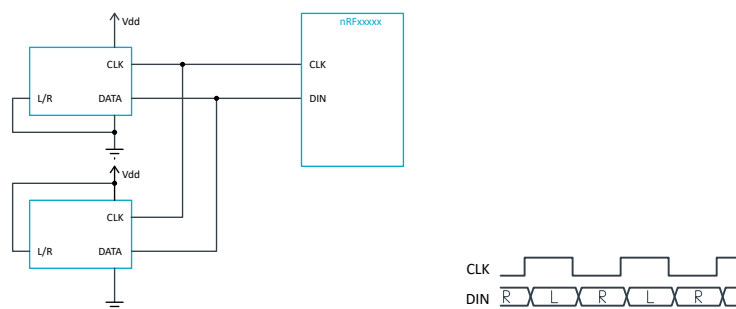 Vdd
nRFxxxxx
CLK
CLK
L/R
DATA
DIN
Vdd
CLK
L/R
DATA
CLK
DIN
R
L
R
L
R